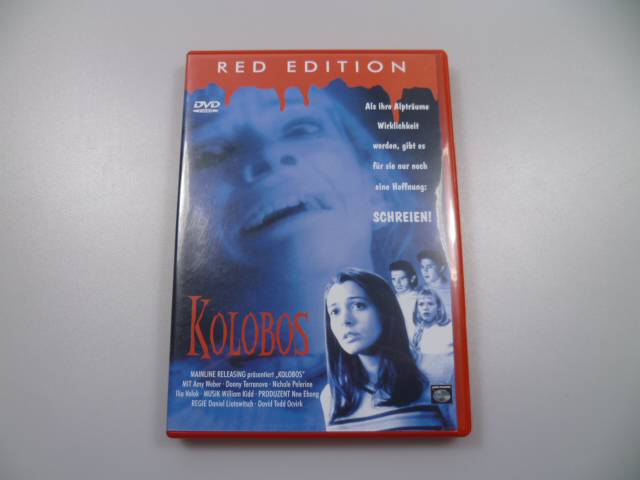 RED EDITION
DVD
Als ihre Alpträume
Wirklichkeit
werden, gibt es
für sie nur noch
eine Hoffnung:
SCHREIEN!
KOLOBOS
MAINLINE RELEASING präsentiert „KOLOBOS"
MIT Amy Weber · Donny Terranova · Nichole Pelerine
Ilia Volok · MUSIK William Kidd · PRODUZENT Nne Ebong
REGIE Daniel Liatowitsch · David Todd Ocvirk